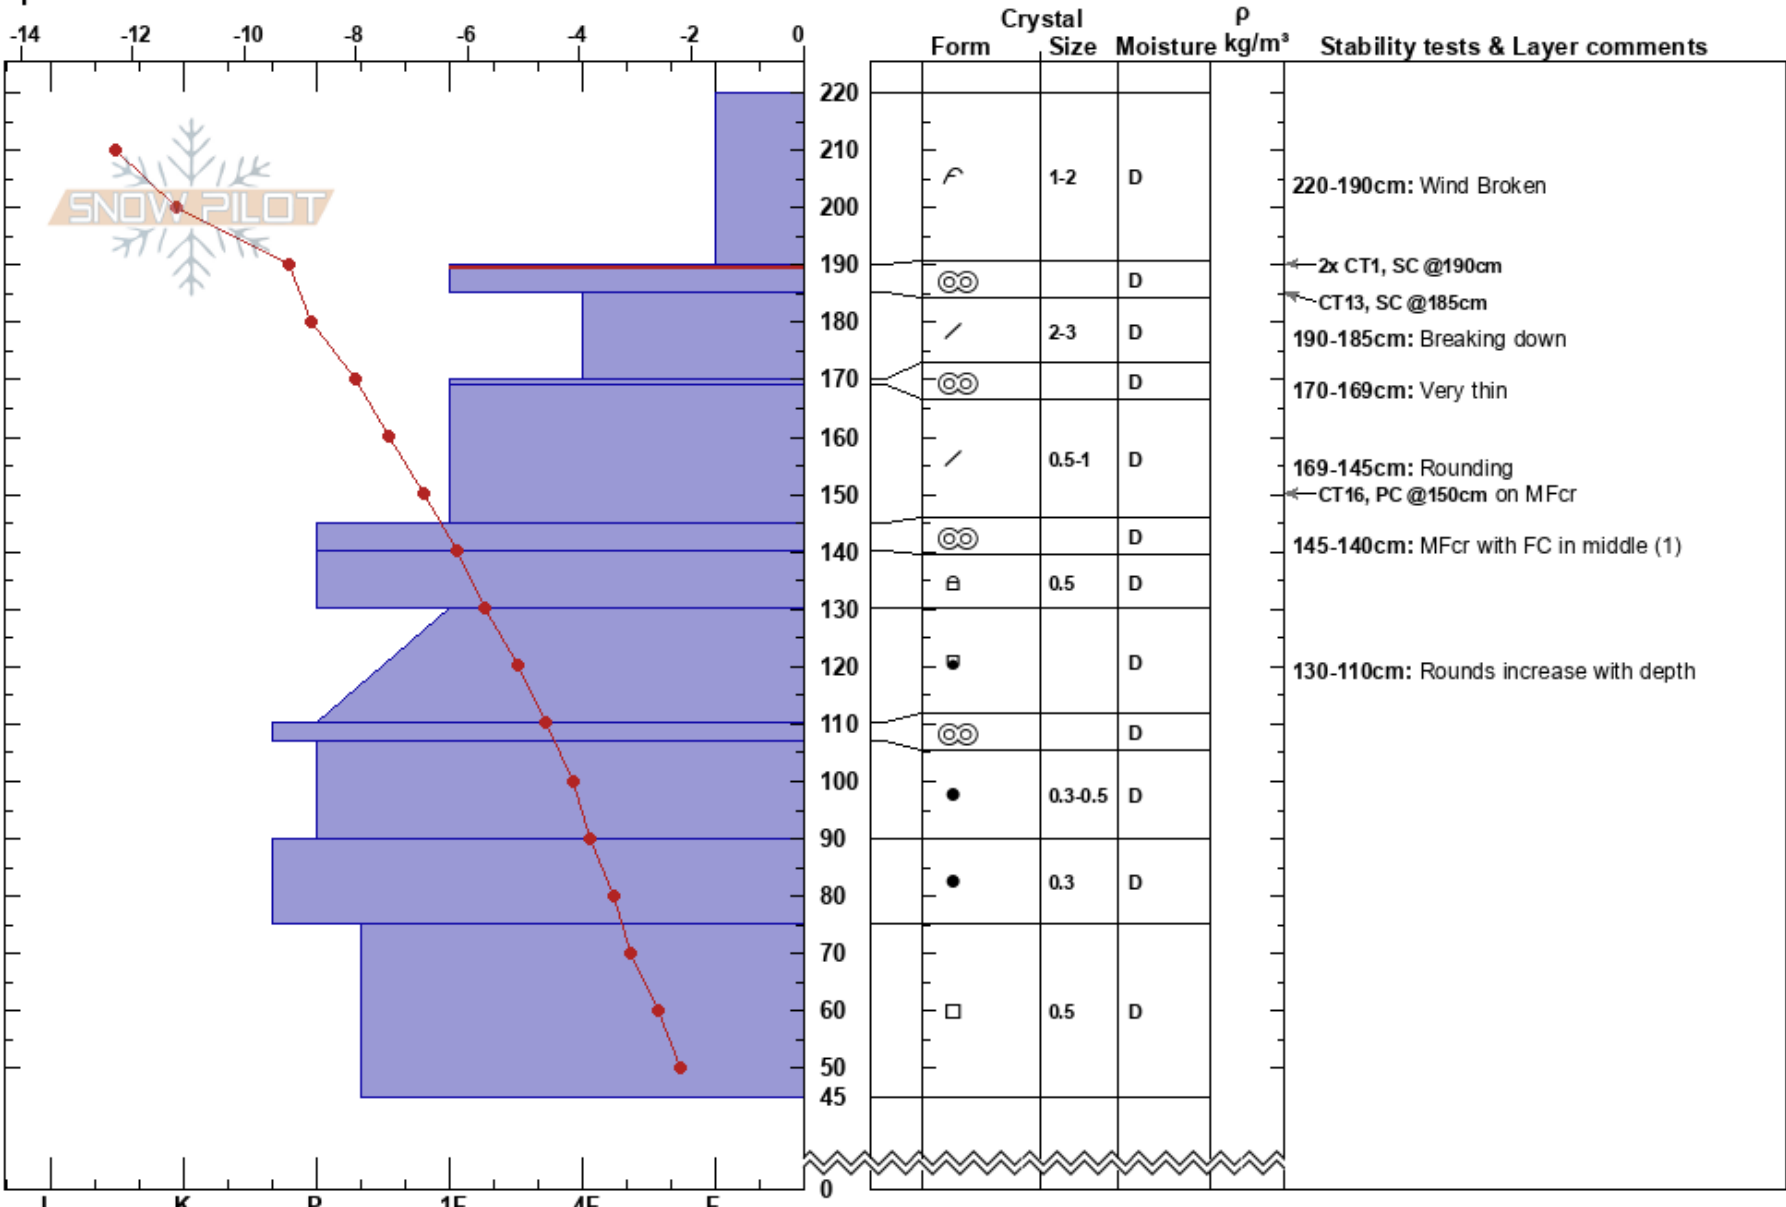 Crystal ρ
-14 -12 -10 -8 -6 -4 -2 0 Form Size Moisture kg/m³ Stability tests & Layer comments
220
210
1-2 D
220-190cm: Wind Broken
SNOW PILOT
200
190
2x CT1, SC @190cm
D
CT13, SC @185cm
180
2-3 D
190-185cm: Breaking down
170
D
170-169cm: Very thin
160
0.5-1 D
169-145cm: Rounding
150
CT16, PC @150cm on MFcr
D
140
145-140cm: MFcr with FC in middle (1)
0.5 D
130
120
D
130-110cm: Rounds increase with depth
110
D
100
0.3-0.5 D
90
0.3 D
80
70
60
0.5 D
50
45
0
I K P 1F 4F F